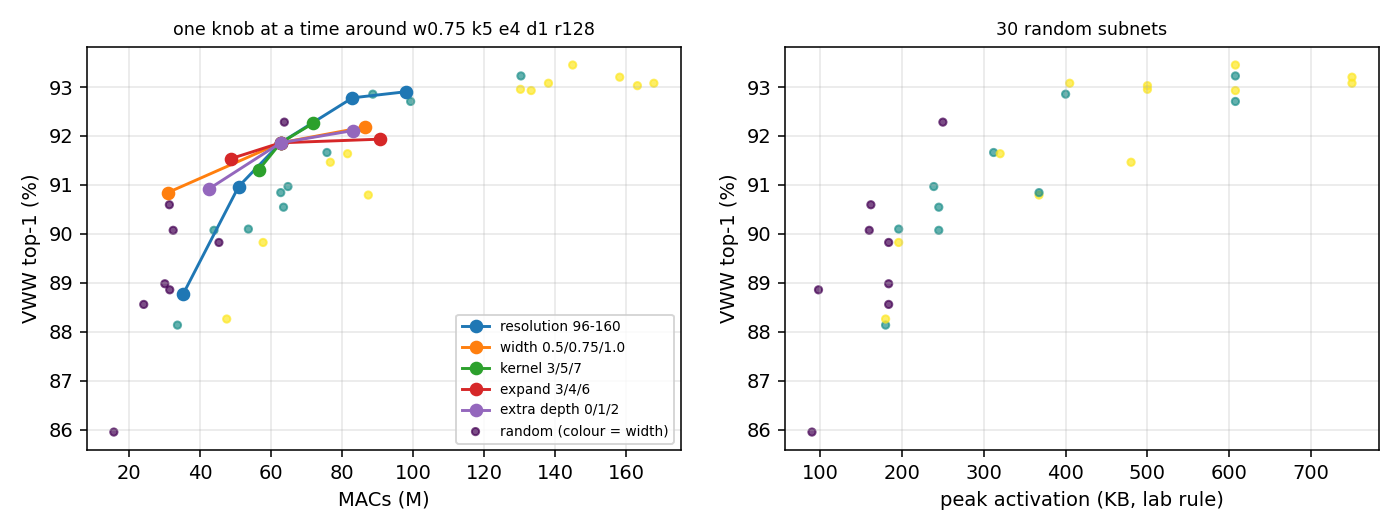 one knob at a time around w0.75 k5 e4 d1 r128
VWW top-1 (%)
93
92
91
90
89
88
87
86
resolution 96-160
width 0.5/0.75/1.0
kernel 3/5/7
expand 3/4/6
extra depth 0/1/2
random (colour = width)
20 40 60 80 100 120 140 160
MACs (M)
30 random subnets
VWW top-1 (%)
93
92
91
90
89
88
87
86
100 200 300 400 500 600 700
peak activation (KB, lab rule)